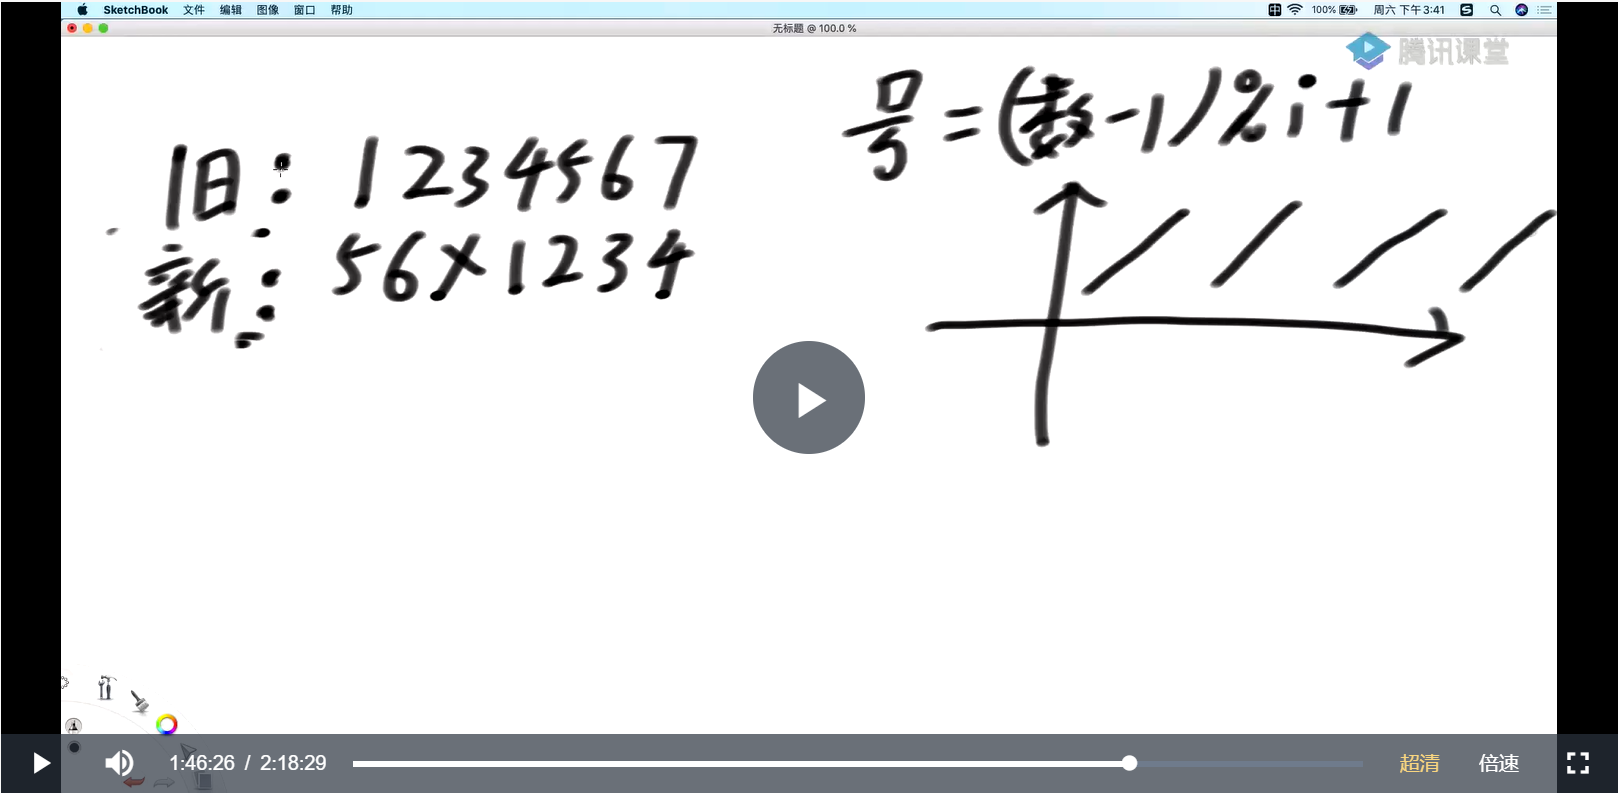 SketchBook 文件 编辑 图像 窗口 帮助 100% 周六 下午3:41
无标题 @ 100.0 %
腾讯课堂
号=(数-1)%i+1
旧: 1234567
新: 56X1234
1:46:26 / 2:18:29 超清 倍速